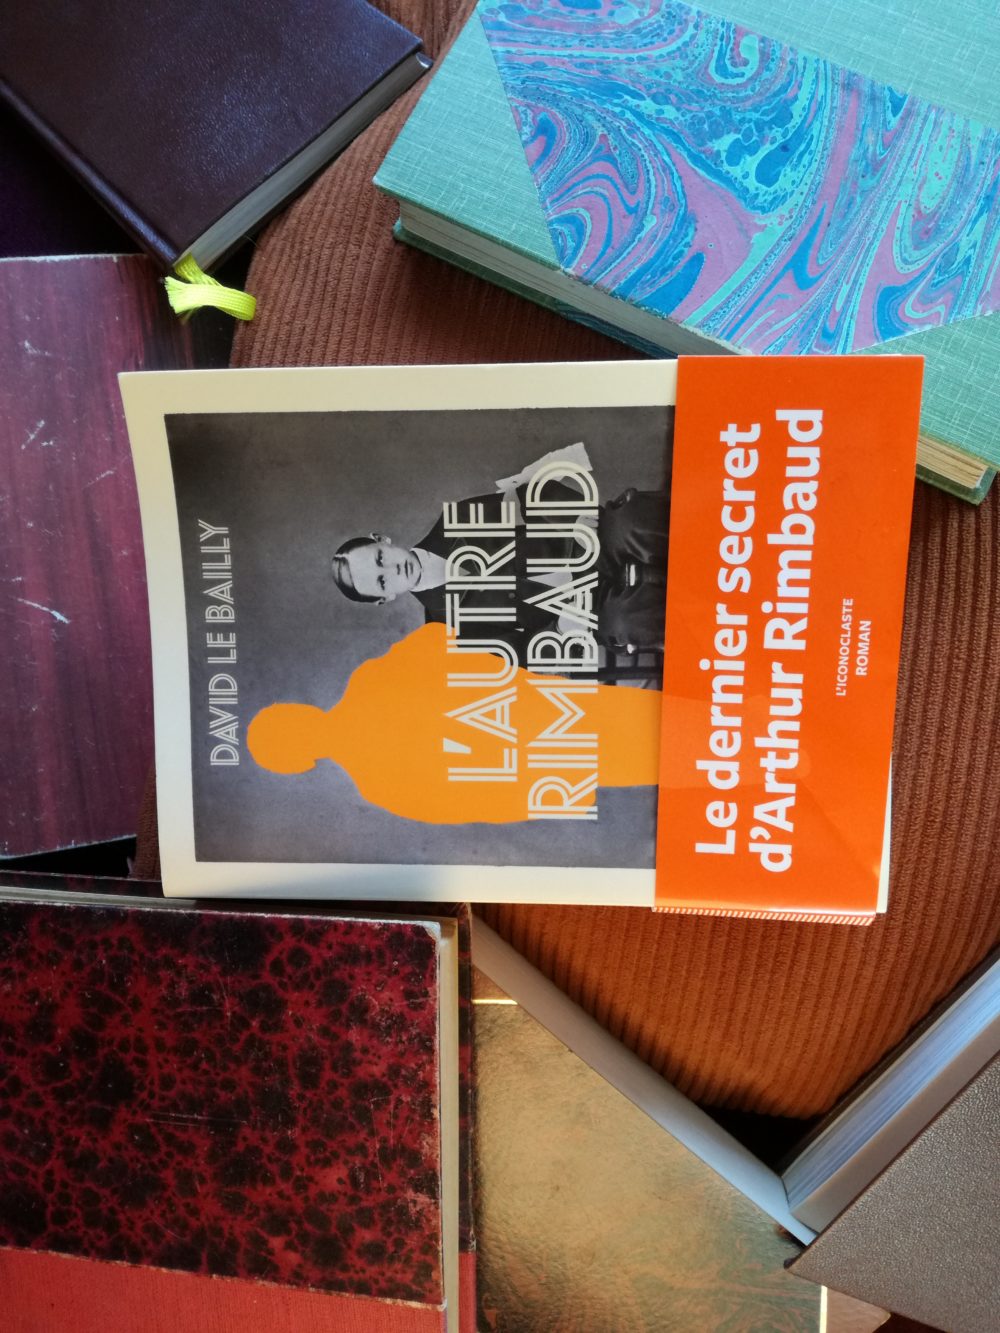 DAVID LE BAILLY
L'AUTRE
RIMBAUD
Le dernier secret
d'Arthur Rimbaud
L'ICONOCLASTE
ROMAN